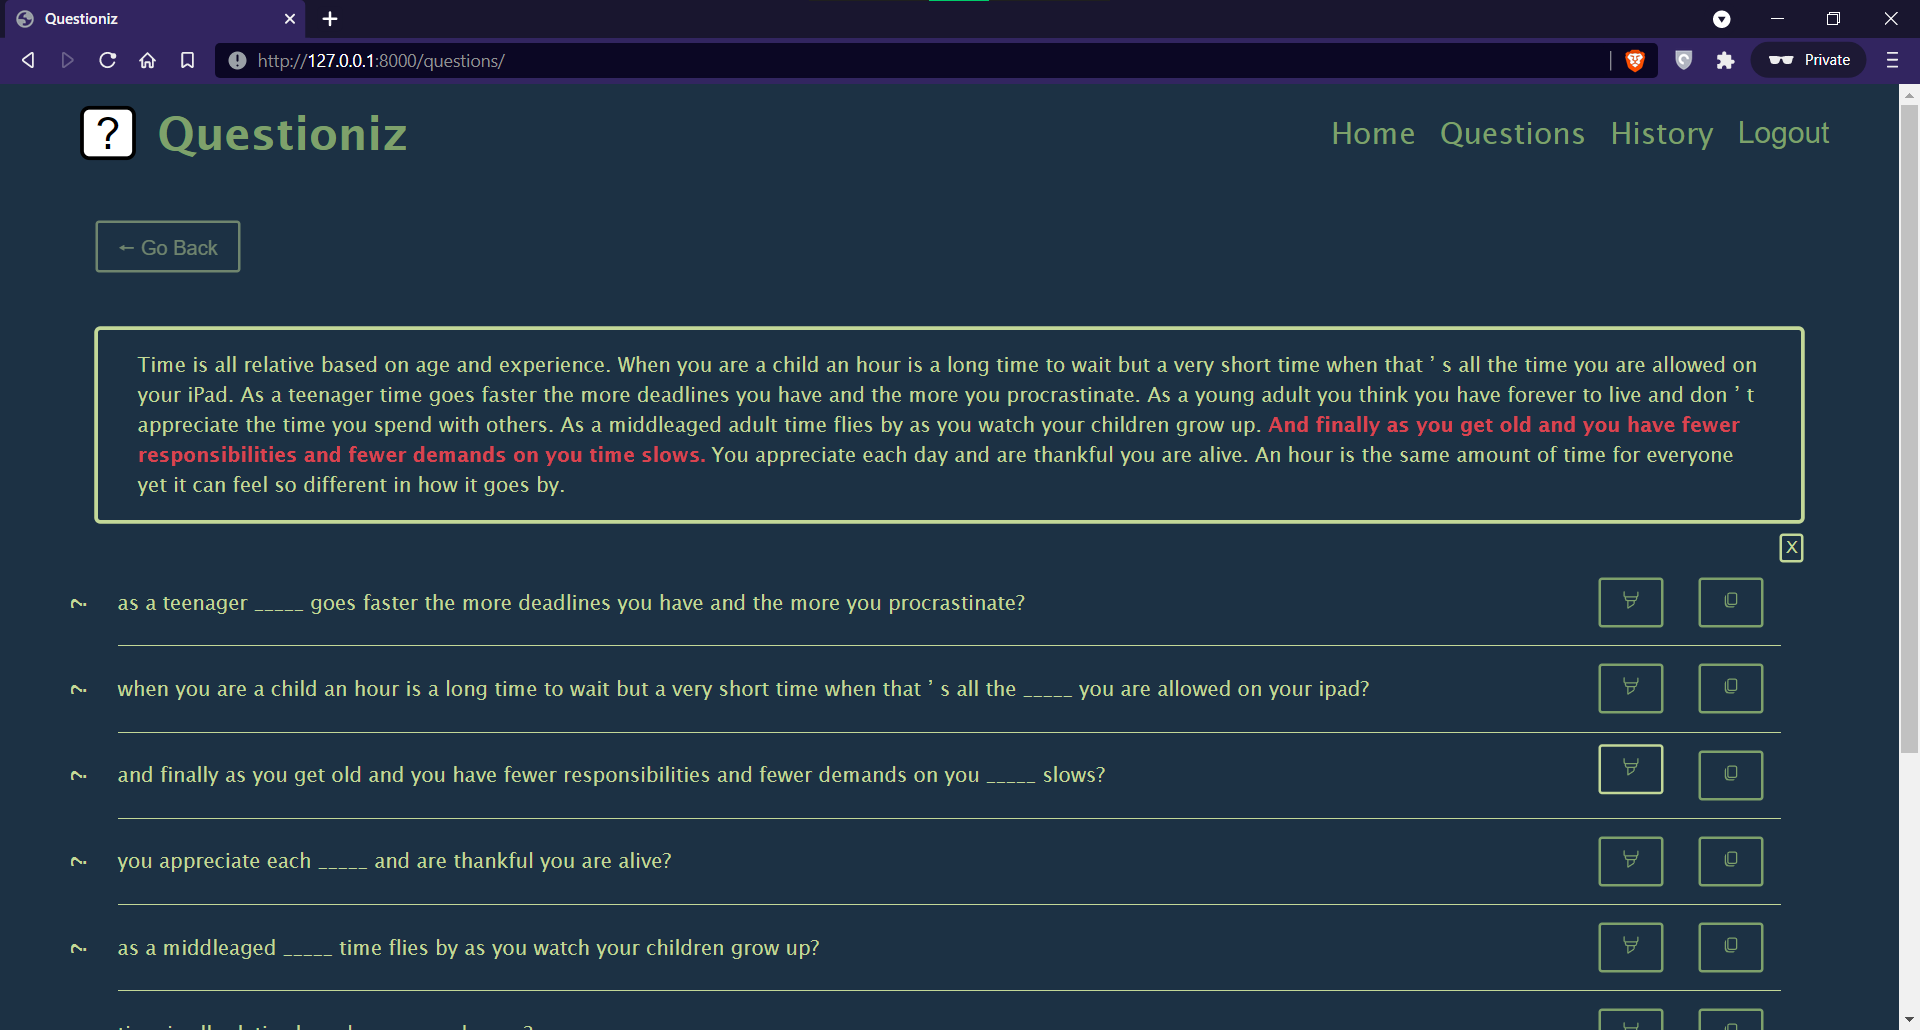 Questioniz
http://127.0.0.1:8000/questions/
Private
? Questioniz
Home Questions History Logout
← Go Back
Time is all relative based on age and experience. When you are a child an hour is a long time to wait but a very short time when that ’ s all the time you are allowed on
your iPad. As a teenager time goes faster the more deadlines you have and the more you procrastinate. As a young adult you think you have forever to live and don ’ t
appreciate the time you spend with others. As a middleaged adult time flies by as you watch your children grow up. And finally as you get old and you have fewer
responsibilities and fewer demands on you time slows. You appreciate each day and are thankful you are alive. An hour is the same amount of time for everyone
yet it can feel so different in how it goes by.
X
? as a teenager _____ goes faster the more deadlines you have and the more you procrastinate?
? when you are a child an hour is a long time to wait but a very short time when that ’ s all the _____ you are allowed on your ipad?
? and finally as you get old and you have fewer responsibilities and fewer demands on you _____ slows?
? you appreciate each _____ and are thankful you are alive?
? as a middleaged _____ time flies by as you watch your children grow up?